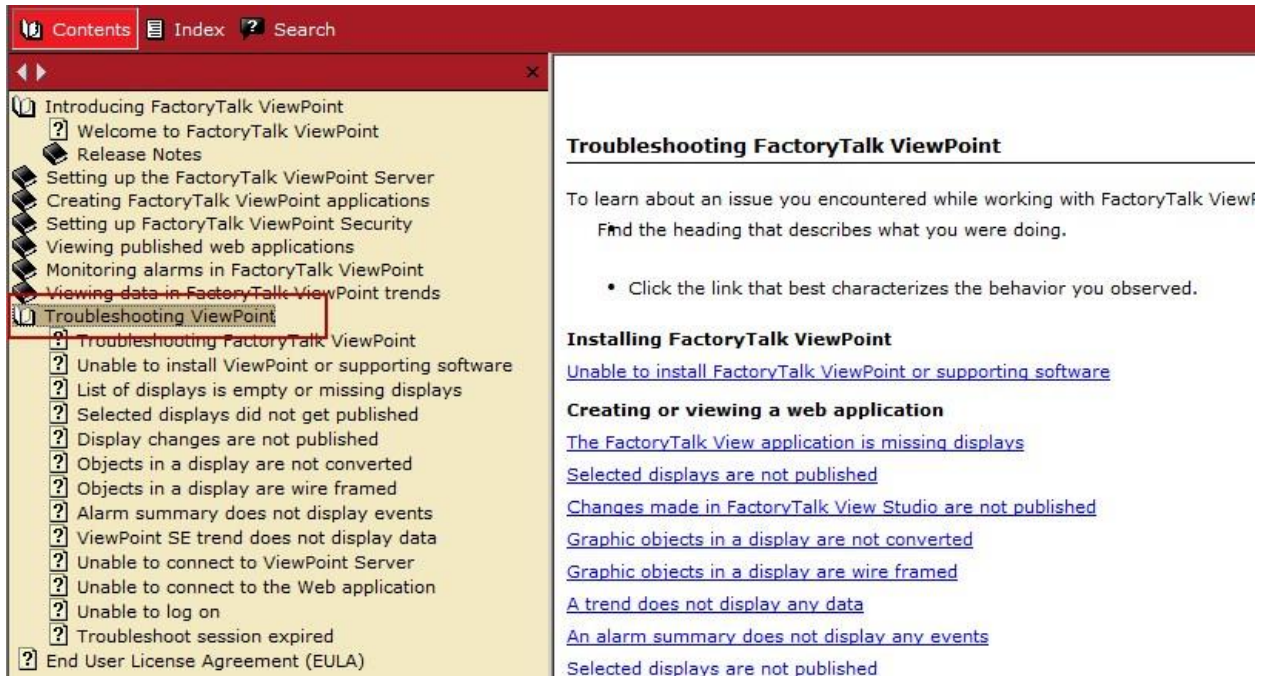 Contents Index Search
Introducing FactoryTalk ViewPoint
Welcome to FactoryTalk ViewPoint
Release Notes
Setting up the FactoryTalk ViewPoint Server
Creating FactoryTalk ViewPoint applications
Setting up FactoryTalk ViewPoint Security
Viewing published web applications
Monitoring alarms in FactoryTalk ViewPoint
Viewing data in FactoryTalk ViewPoint trends
Troubleshooting ViewPoint
Troubleshooting FactoryTalk ViewPoint
Unable to install ViewPoint or supporting software
List of displays is empty or missing displays
Selected displays did not get published
Display changes are not published
Objects in a display are not converted
Objects in a display are wire framed
Alarm summary does not display events
ViewPoint SE trend does not display data
Unable to connect to ViewPoint Server
Unable to connect to the Web application
Unable to log on
Troubleshoot session expired
End User License Agreement (EULA)
Troubleshooting FactoryTalk ViewPoint
To learn about an issue you encountered while working with FactoryTalk View
Find the heading that describes what you were doing.
• Click the link that best characterizes the behavior you observed.
Installing FactoryTalk ViewPoint
Unable to install FactoryTalk ViewPoint or supporting software
Creating or viewing a web application
The FactoryTalk View application is missing displays
Selected displays are not published
Changes made in FactoryTalk View Studio are not published
Graphic objects in a display are not converted
Graphic objects in a display are wire framed
A trend does not display any data
An alarm summary does not display any events
Selected displays are not published